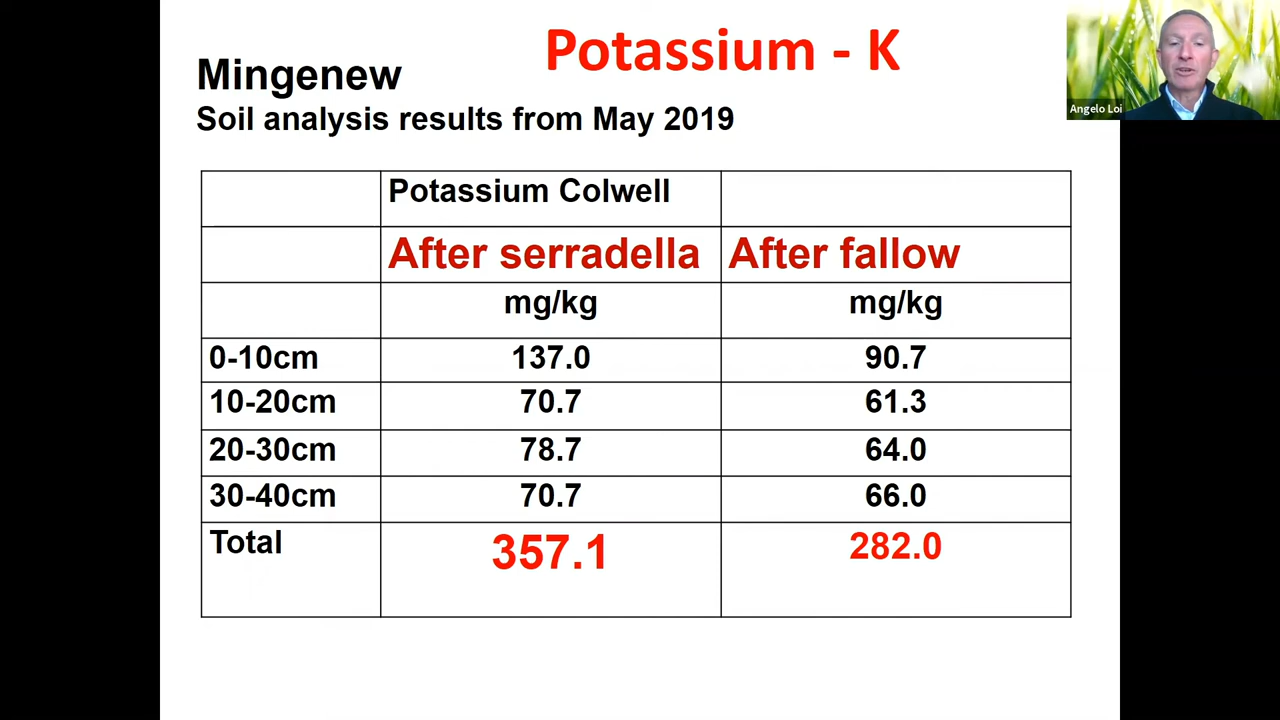 Potassium - K
Mingenew
Soil analysis results from May 2019
Angelo Loi
Potassium Colwell
After serradella After fallow
mg/kg mg/kg
0-10cm 137.0 90.7
10-20cm 70.7 61.3
20-30cm 78.7 64.0
30-40cm 70.7 66.0
Total 357.1 282.0